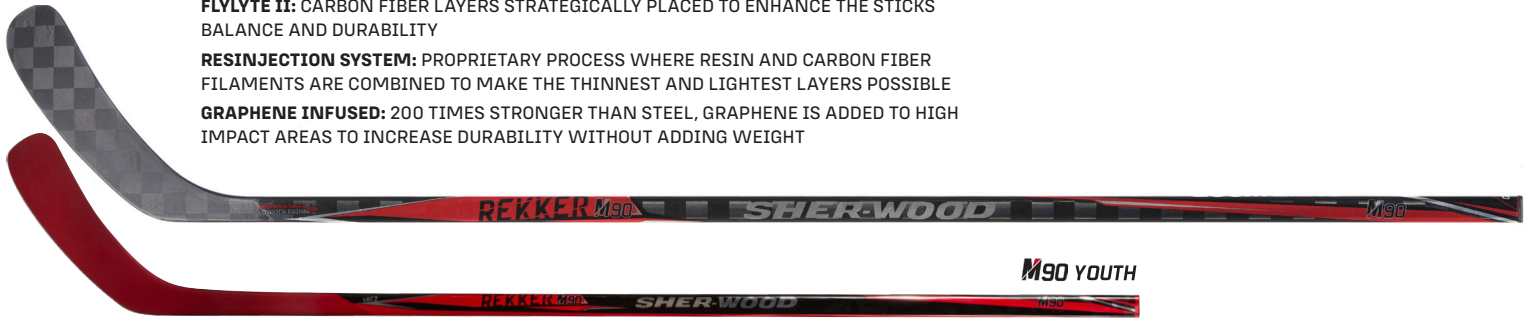 FLYLYTE II: CARBON FIBER LAYERS STRATEGICALLY PLACED TO ENHANCE THE STICKS
BALANCE AND DURABILITY
RESINJECTION SYSTEM: PROPRIETARY PROCESS WHERE RESIN AND CARBON FIBER
FILAMENTS ARE COMBINED TO MAKE THE THINNEST AND LIGHTEST LAYERS POSSIBLE
GRAPHENE INFUSED: 200 TIMES STRONGER THAN STEEL, GRAPHENE IS ADDED TO HIGH
IMPACT AREAS TO INCREASE DURABILITY WITHOUT ADDING WEIGHT
REKKER M90 SHER-WOOD M90
M90 YOUTH
REKKER M90 SHER-WOOD M90